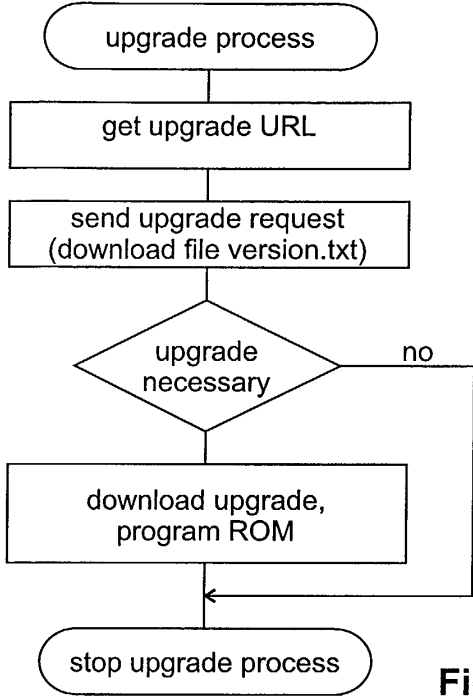 upgrade process
get upgrade URL
send upgrade request
(download file version.txt)
upgrade
necessary
no
download upgrade,
program ROM
stop upgrade process
Fi